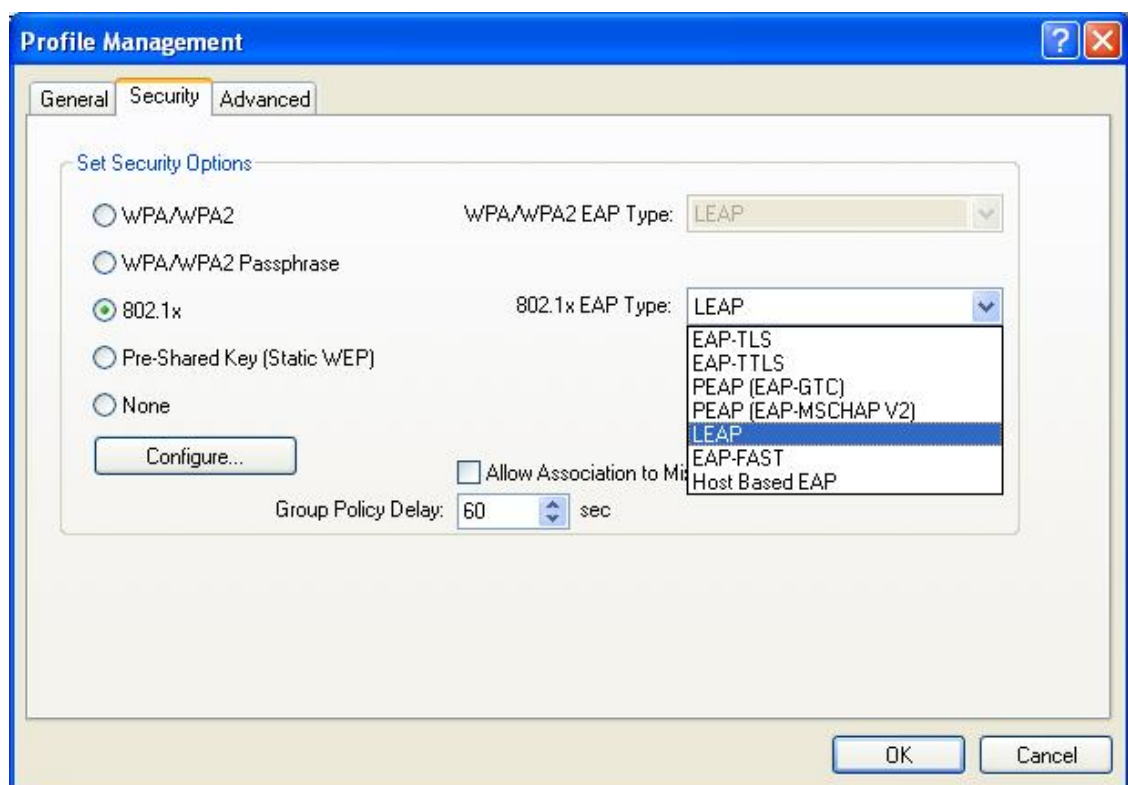 Profile Management
General Security Advanced
Set Security Options
WPA/WPA2 WPA/WPA2 EAP Type: LEAP
WPA/WPA2 Passphrase
802.1x 802.1x EAP Type: LEAP
EAP-TLS
EAP-TTLS
PEAP (EAP-GTC)
PEAP (EAP-MSCHAP V2)
LEAP
EAP-FAST
Host Based EAP
Pre-Shared Key (Static WEP)
None
Configure...
Allow Association to
Group Policy Delay: 60 sec
OK Cancel